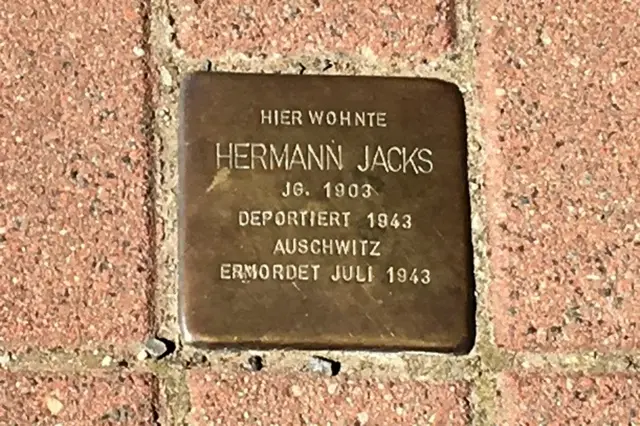 HIER WOHNTE
HERMANN JACKS
JG. 1903
DEPORTIERT 1943
AUSCHWITZ
ERMORDET JULI 1943